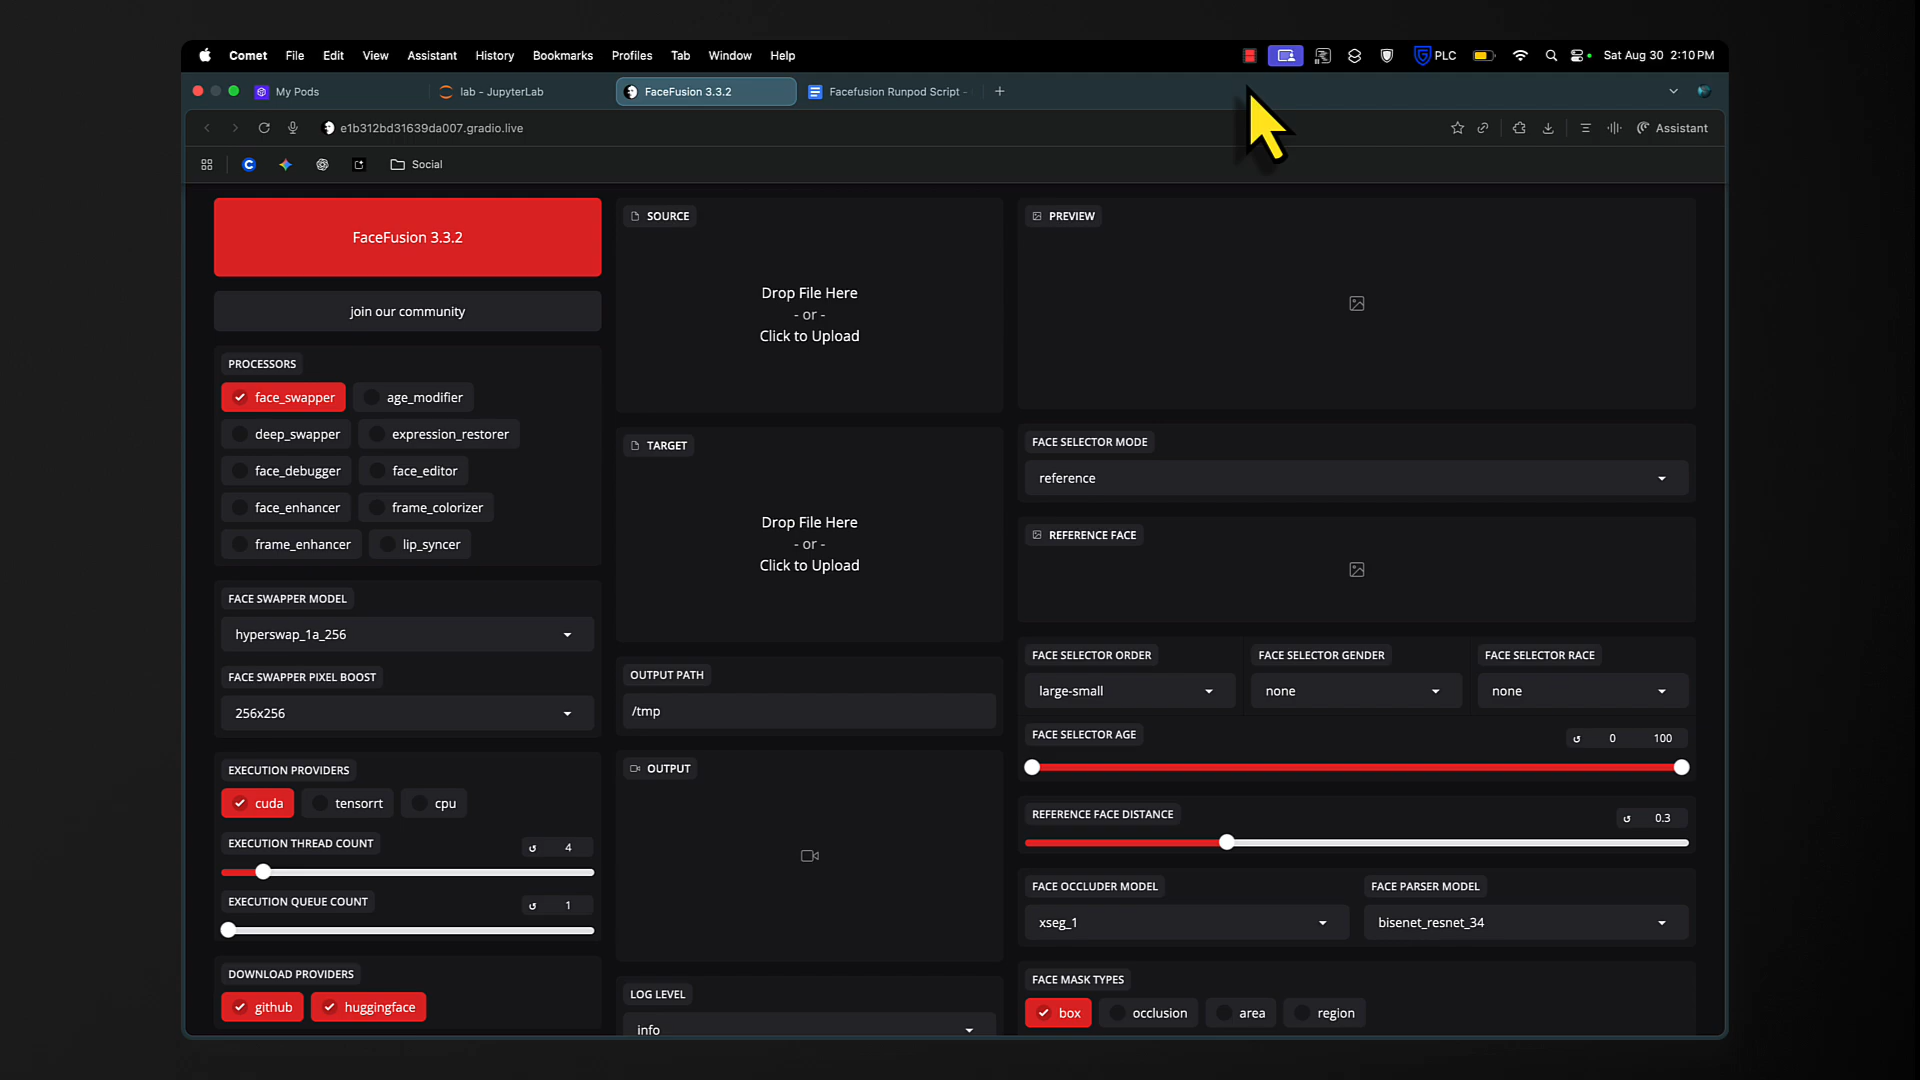 Comet File Edit View Assistant History Bookmarks Profiles Tab Window Help PLC Sat Aug 30 2:10 PM
My Pods lab - JupyterLab FaceFusion 3.3.2 Facefusion Runpod Script -
e1b312bd31639da007.gradio.live Assistant
Social
FaceFusion 3.3.2
join our community
PROCESSORS
face_swapper age_modifier
deep_swapper expression_restorer
face_debugger face_editor
face_enhancer frame_colorizer
frame_enhancer lip_syncer
FACE SWAPPER MODEL
hyperswap_1a_256
FACE SWAPPER PIXEL BOOST
256x256
EXECUTION PROVIDERS
cuda tensorrt cpu
EXECUTION THREAD COUNT 4
EXECUTION QUEUE COUNT 1
DOWNLOAD PROVIDERS
github huggingface
SOURCE
Drop File Here
- or -
Click to Upload
TARGET
Drop File Here
- or -
Click to Upload
OUTPUT PATH
/tmp
OUTPUT
LOG LEVEL
info
PREVIEW
FACE SELECTOR MODE
reference
REFERENCE FACE
FACE SELECTOR ORDER FACE SELECTOR GENDER FACE SELECTOR RACE
large-small none none
FACE SELECTOR AGE 0 100
REFERENCE FACE DISTANCE 0.3
FACE OCCLUDER MODEL FACE PARSER MODEL
xseg_1 bisenet_resnet_34
FACE MASK TYPES
box occlusion area region